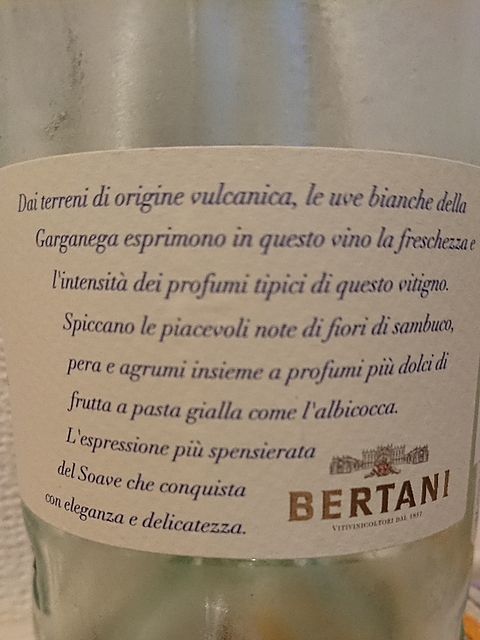 Dai terreni di origine vulcanica, le uve bianche della
Garganega esprimono in questo vino la freschezza e
l'intensità dei profumi tipici di questo vitigno.
Spiccano le piacevoli note di fiori di sambuco,
pera e agrumi insieme a profumi più dolci di
frutta a pasta gialla come l'albicocca.
L'espressione più spensierata
del Soave che conquista
con eleganza e delicatezza.
BERTANI
VITIVINICOLTORI DAL 1857